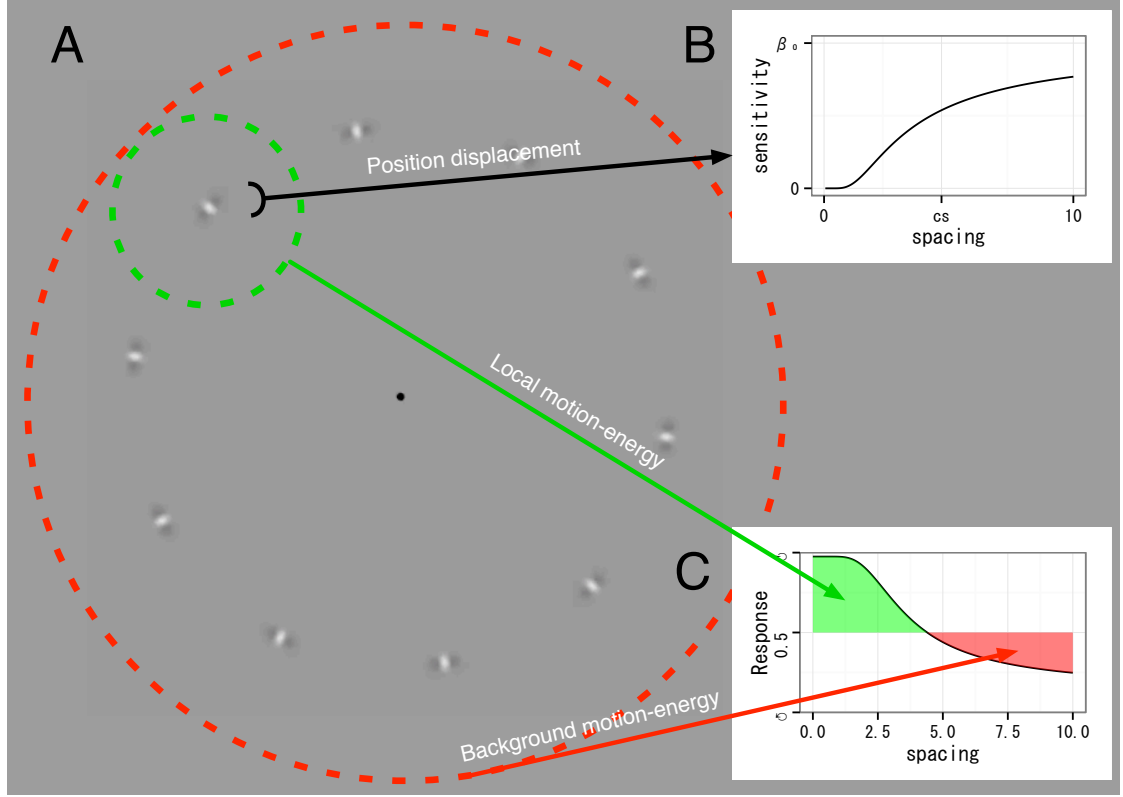 A
B
Position displacement
Local motion-energy
Background motion-energy
β₀
sensitivity
0
0
cs
10
spacing
C
Response
0.5
0.0
2.5
5.0
7.5
10.0
spacing